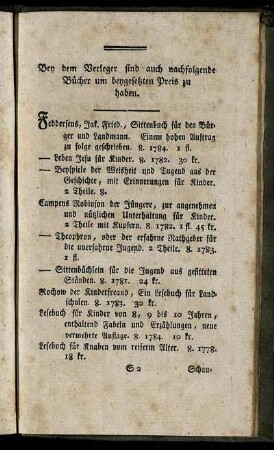 Bey dem Verleger sind auch nachfolgende
Bücher um beygesetzten Preis zu
haben.
Feddersens, Jak. Fried., Sittenbuch für den Bür-
ger und Landmann. Einem hohen Auftrag
zu folge geschrieben. 8. 1784. 1 fl.
— Leben Jesu für Kinder. 8. 1782. 30 kr.
— Beyspiele der Weisheit und Tugend aus der
Geschichte, mit Erinnerungen für Kinder.
2 Theile. 8.
Campens Robinson der Jüngere, zur angenehmen
und nützlichen Unterhaltung für Kinder.
2 Theile mit Kupfern. 8. 1782. 1 fl. 45 kr.
— Theophron, oder der erfahrne Rathgeber für
die unerfahrne Jugend. 2 Theile. 8. 1783.
1 fl.
— Sittenbüchlein für die Jugend aus gesitteten
Ständen. 8. 1781. 24 kr.
Rochow der Kinderfreund, Ein Lesebuch für Land-
schulen. 8. 1783. 30 kr.
Lesebuch für Kinder von 8, 9 bis 10 Jahren,
enthaltend Fabeln und Erzählungen, neue
vermehrte Auflage. 8. 1784. 10 kr.
Lesebuch für Knaben vom reiferm Alter. 8. 1778.
18 kr.
S 2 Schau-